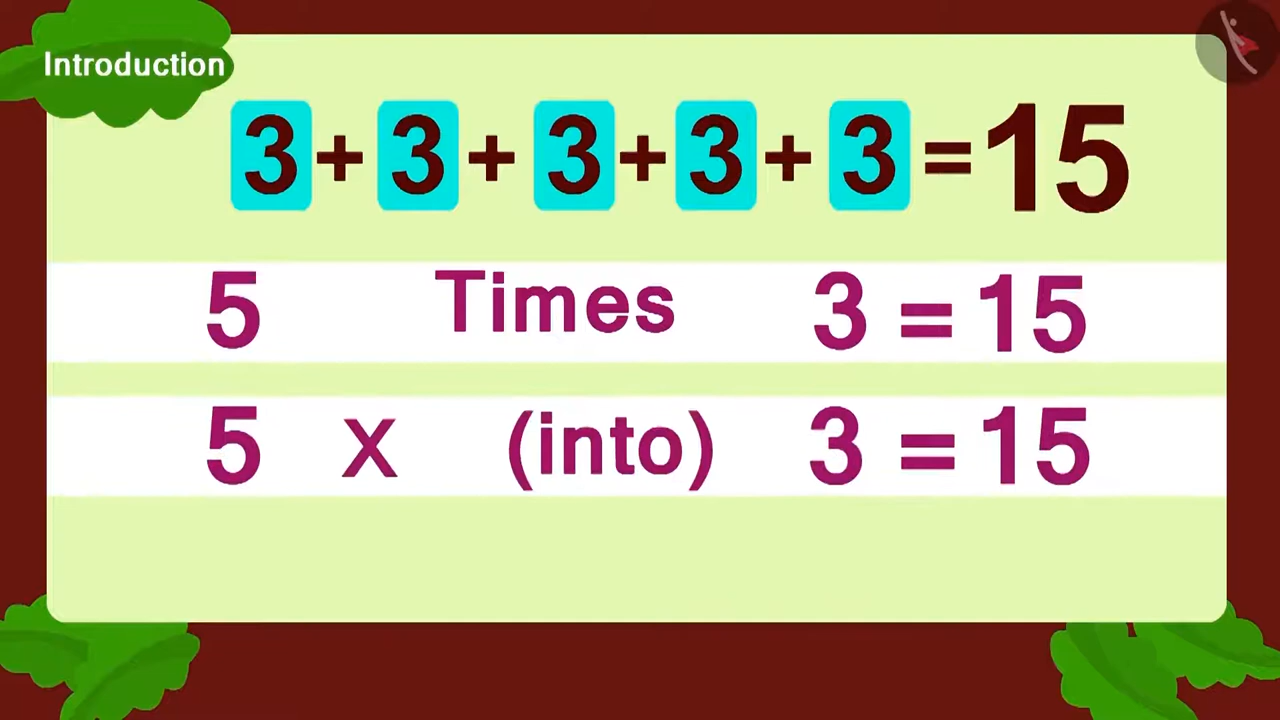 Introduction
3+3+3+3+3=15
5 Times 3 = 15
5 x (into) 3 = 15